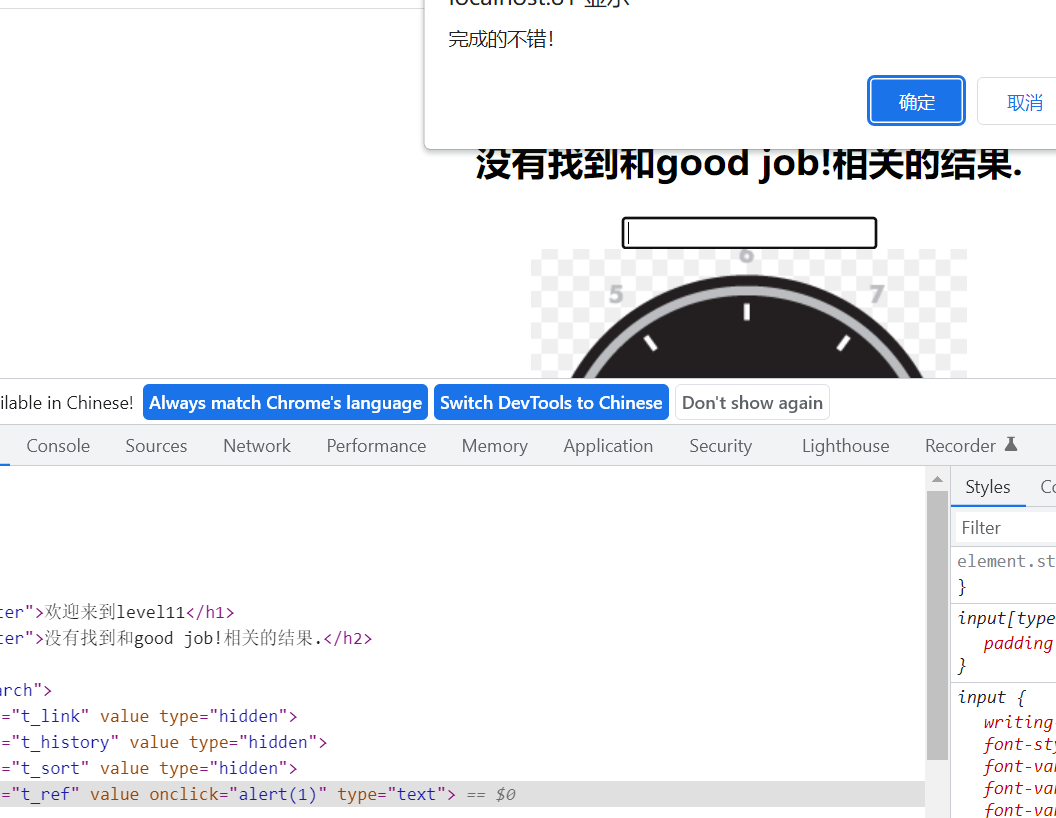 localhost:81 显示
完成的不错!
确定
取消
没有找到和good job!相关的结果.
6
5
7
ilable in Chinese!
Always match Chrome's language
Switch DevTools to Chinese
Don't show again
Console
Sources
Network
Performance
Memory
Application
Security
Lighthouse
Recorder
Styles
Co
Filter
element.st
}
ter">欢迎来到level11</h1>
input[type
ter">没有找到和good job!相关的结果.</h2>
padding
}
arch">
input {
="t_link" value type="hidden">
writing
="t_history" value type="hidden">
font-sty
="t_sort" value type="hidden">
font-var
="t_ref" value onclick="alert(1)" type="text"> == $0
font-var
font-var